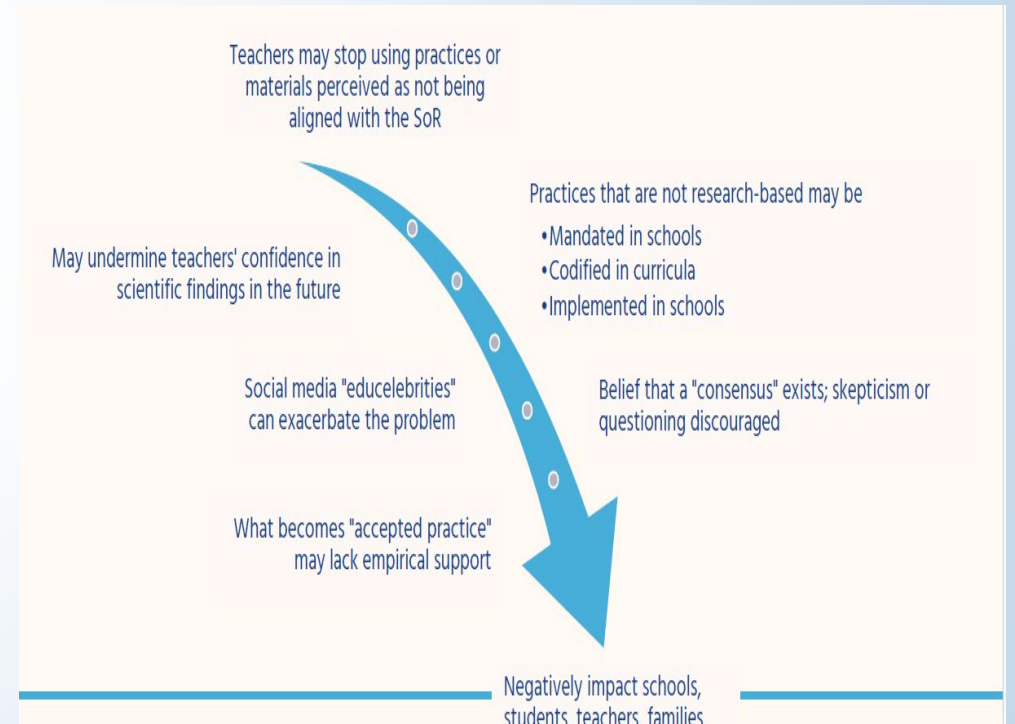 Teachers may stop using practices or
materials perceived as not being
aligned with the SoR
Practices that are not research-based may be
•Mandated in schools
•Codified in curricula
•Implemented in schools
May undermine teachers' confidence in
scientific findings in the future
Social media "educelebrities"
can exacerbate the problem
Belief that a "consensus" exists; skepticism or
questioning discouraged
What becomes "accepted practice"
may lack empirical support
Negatively impact schools,
students, teachers, families